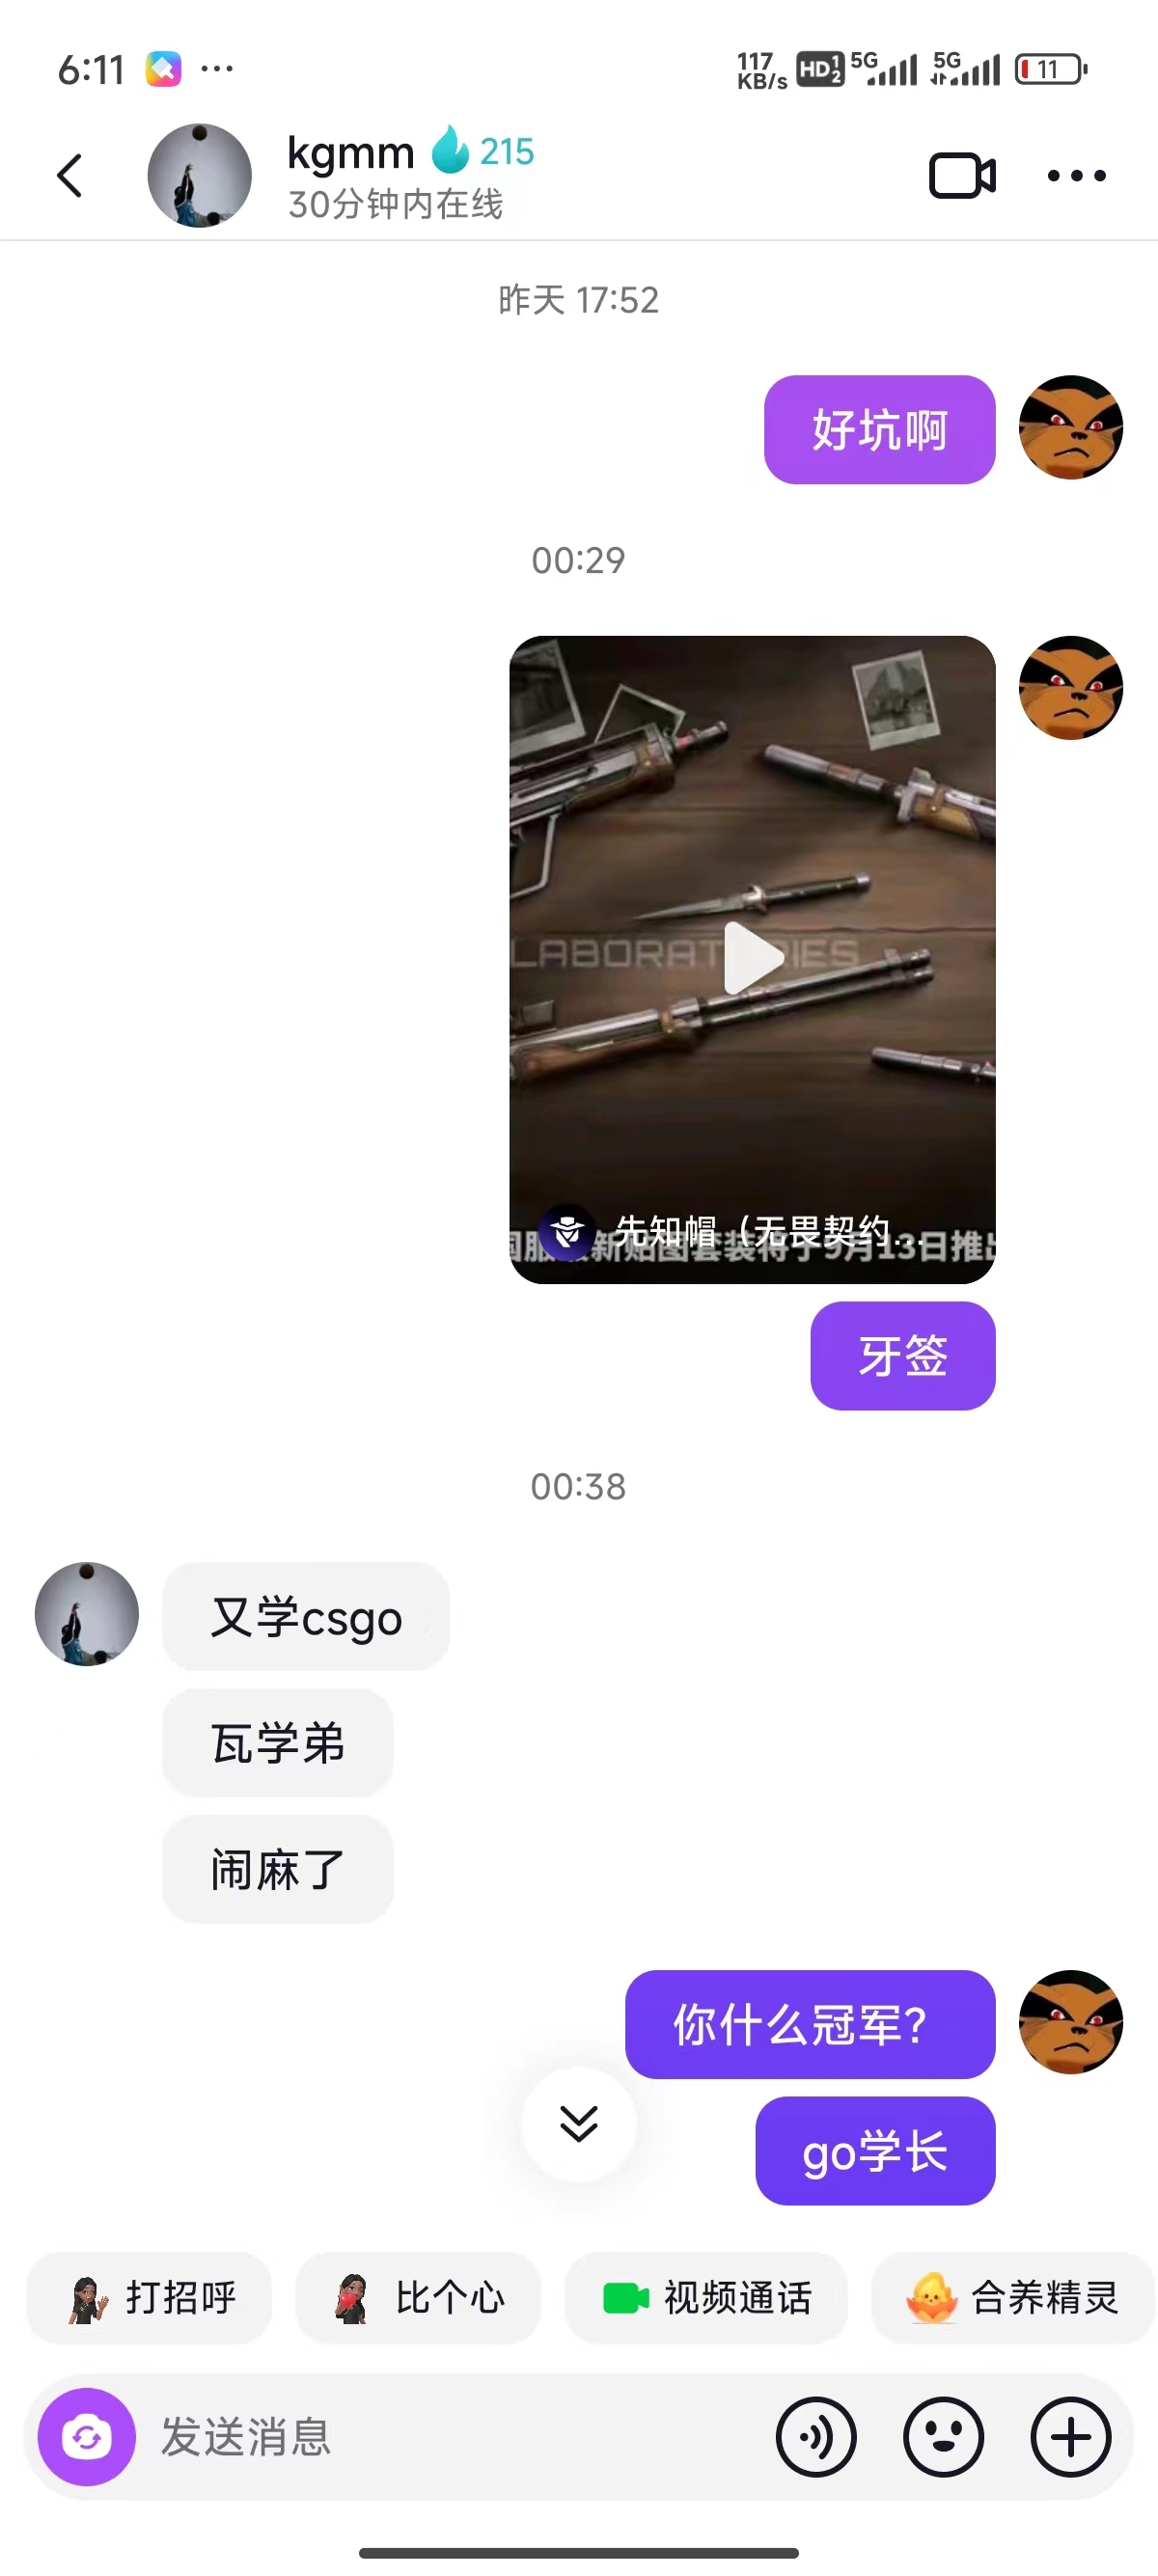 6:11
117 KB/s HD 1 2 5G 5G 11
kgmm 215
30分钟内在线
昨天 17:52
好坑啊
00:29
LABORAT IES
先知帽（无畏契约...
新贴图套装将于9月13日推出
牙签
00:38
又学csgo
瓦学弟
闹麻了
你什么冠军?
go学长
打招呼
比个心
视频通话
合养精灵
发送消息